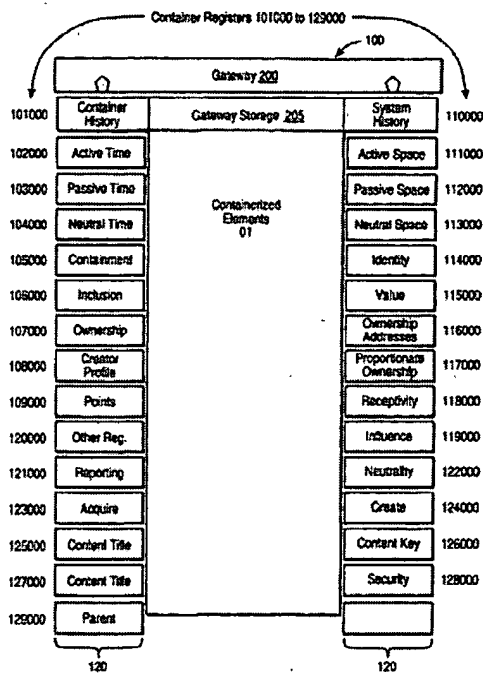 Container Registers 101000 to 129000
100
Gateway 200
101000 Container History Gateway Storage 205 System History 110000
102000 Active Time Active Space 111000
103000 Passive Time Passive Space 112000
Containerized
Elements
01
104000 Neutral Time Neutral Space 113000
105000 Containment Identity 114000
106000 Inclusion Value 115000
107000 Ownership Ownership Addresses 116000
108000 Creator Profile Proportionate Ownership 117000
109000 Points Receptivity 118000
120000 Other Reg. Influence 119000
121000 Reporting Neutrality 122000
123000 Acquire Create 124000
125000 Content Title Content Key 126000
127000 Content Title Security 128000
129000 Parent
120 120